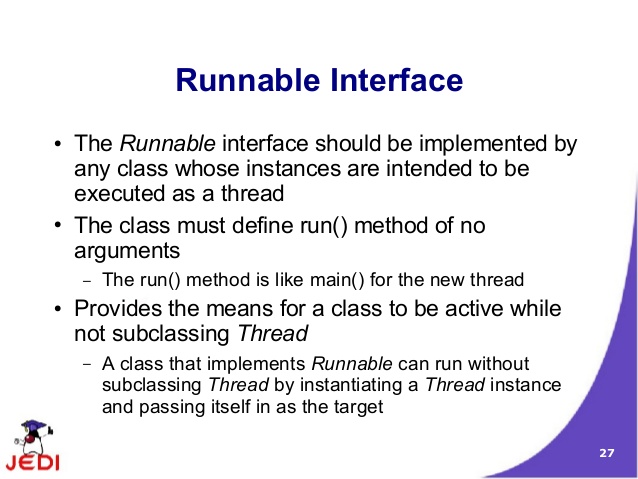 Runnable Interface
• The Runnable interface should be implemented by
any class whose instances are intended to be
executed as a thread
• The class must define run() method of no
arguments
– The run() method is like main() for the new thread
• Provides the means for a class to be active while
not subclassing Thread
– A class that implements Runnable can run without
subclassing Thread by instantiating a Thread instance
and passing itself in as the target
JEDI
27